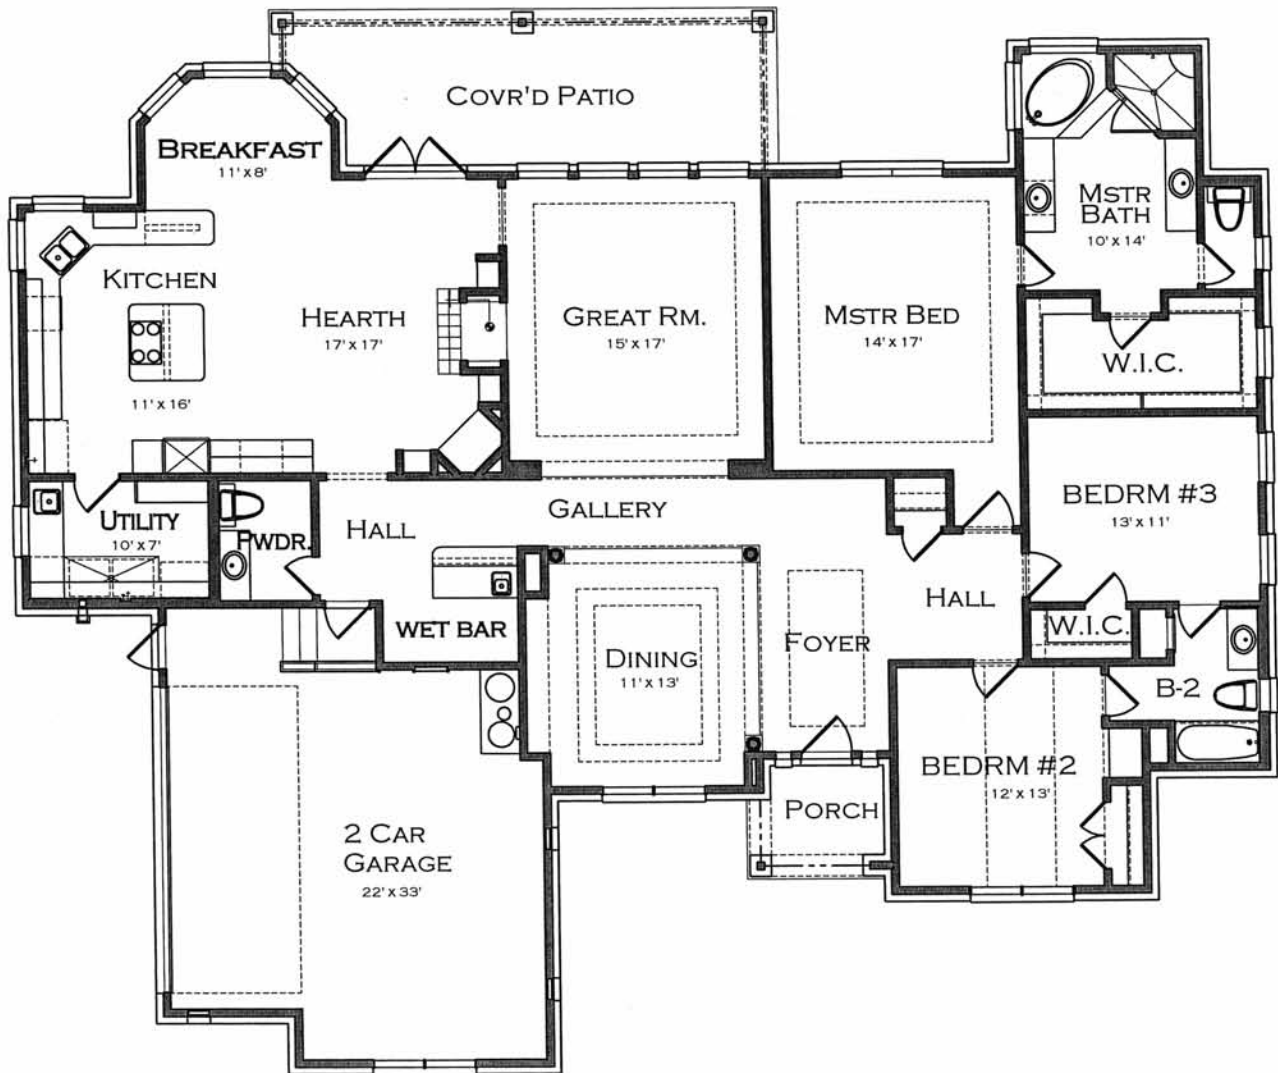 COVR'D PATIO
BREAKFAST
11' X 8'
MSTR
BATH
10' X 14'
KITCHEN
11' X 16'
HEARTH
17' X 17'
GREAT RM.
15' X 17'
MSTR BED
14' X 17'
W.I.C.
BEDRM #3
13' X 11'
UTILITY
10' X 7'
PWDR.
HALL
GALLERY
HALL
WET BAR
DINING
11' X 13'
FOYER
W.I.C.
B-2
BEDRM #2
12' X 13'
PORCH
2 CAR
GARAGE
22' X 33'